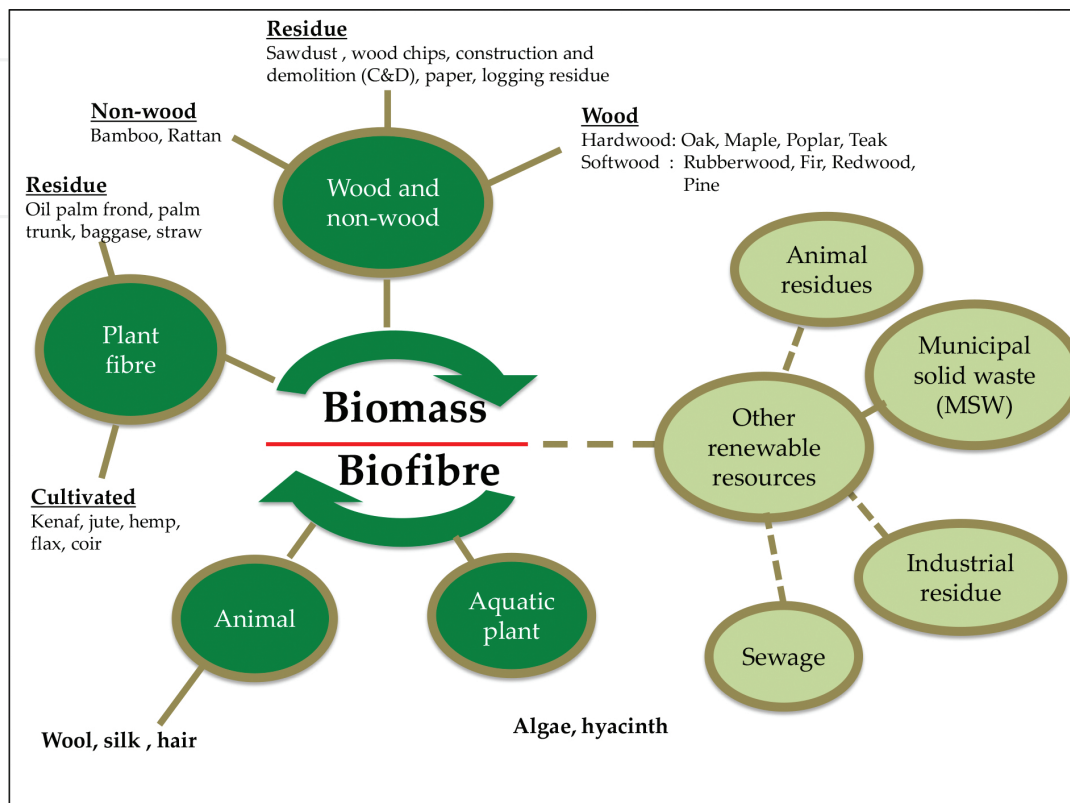 Residue
Sawdust , wood chips, construction and
demolition (C&D), paper, logging residue
Non-wood
Bamboo, Rattan
Wood
Hardwood: Oak, Maple, Poplar, Teak
Softwood : Rubberwood, Fir, Redwood,
Pine
Wood and
non-wood
Residue
Oil palm frond, palm
trunk, baggase, straw
Plant
fibre
Cultivated
Kenaf, jute, hemp,
flax, coir
Biomass
Biofibre
Animal
Wool, silk , hair
Aquatic
plant
Algae, hyacinth
Other
renewable
resources
Animal
residues
Municipal
solid waste
(MSW)
Industrial
residue
Sewage